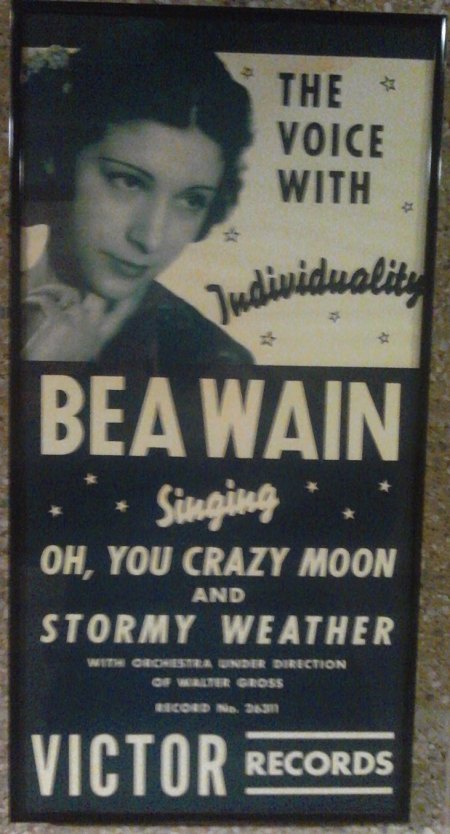 THE
VOICE
WITH
Individuality
BEA WAIN
Singing
OH, YOU CRAZY MOON
AND
STORMY WEATHER
WITH ORCHESTRA UNDER DIRECTION
OF WALTER GROSS
RECORD No. 26311
VICTOR RECORDS